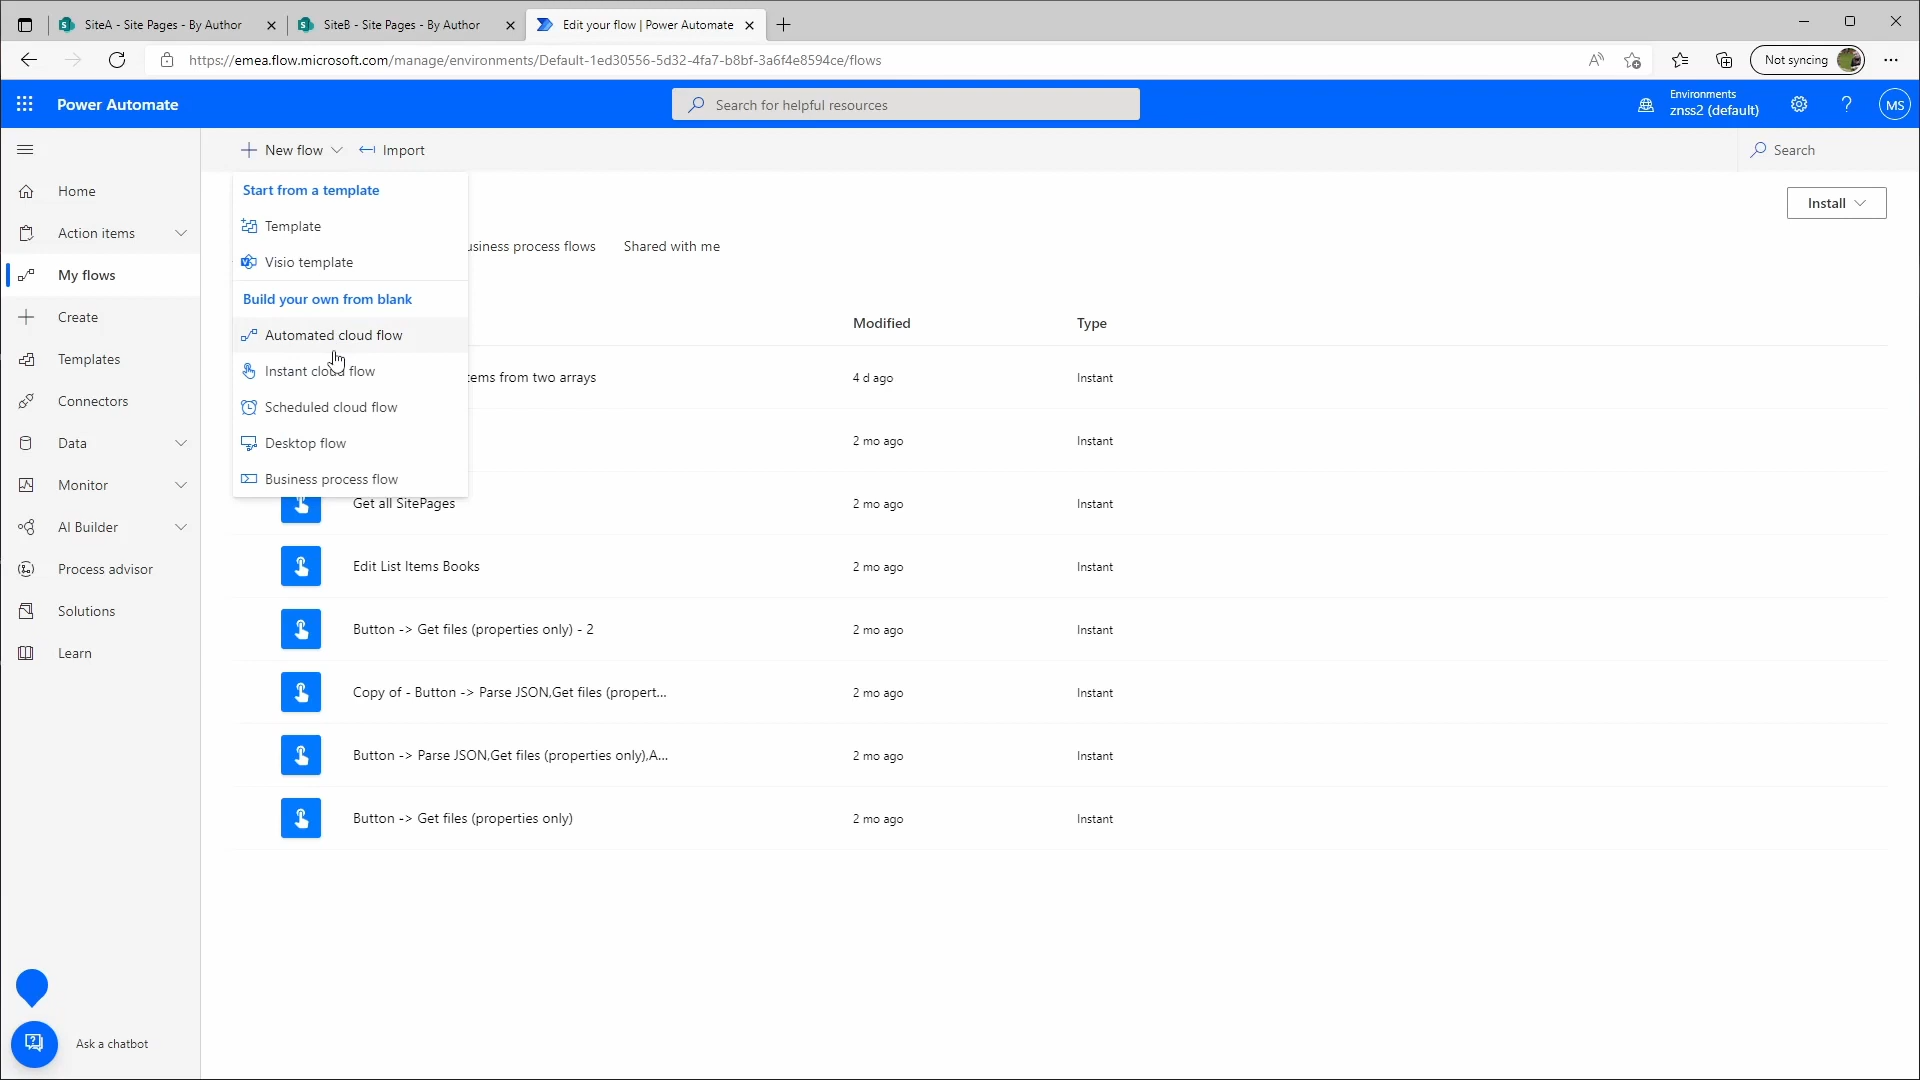 SiteA - Site Pages - By Author
SiteB - Site Pages - By Author
Edit your flow | Power Automate
https://emea.flow.microsoft.com/manage/environments/Default-1ed30556-5d32-4fa7-b8bf-3a6f4e8594ce/flows
Not syncing
Power Automate
Search for helpful resources
Environments
znss2 (default)
MS
New flow
Import
Search
Home
Action items
My flows
Create
Templates
Connectors
Data
Monitor
AI Builder
Process advisor
Solutions
Learn
Ask a chatbot
Start from a template
Template
Visio template
Build your own from blank
Automated cloud flow
Instant cloud flow
Scheduled cloud flow
Desktop flow
Business process flow
Install
usiness process flows
Shared with me
Modified
Type
ems from two arrays
4 d ago
Instant
2 mo ago
Instant
Get all SitePages
2 mo ago
Instant
Edit List Items Books
2 mo ago
Instant
Button -> Get files (properties only) - 2
2 mo ago
Instant
Copy of - Button -> Parse JSON,Get files (propert...
2 mo ago
Instant
Button -> Parse JSON,Get files (properties only),A...
2 mo ago
Instant
Button -> Get files (properties only)
2 mo ago
Instant